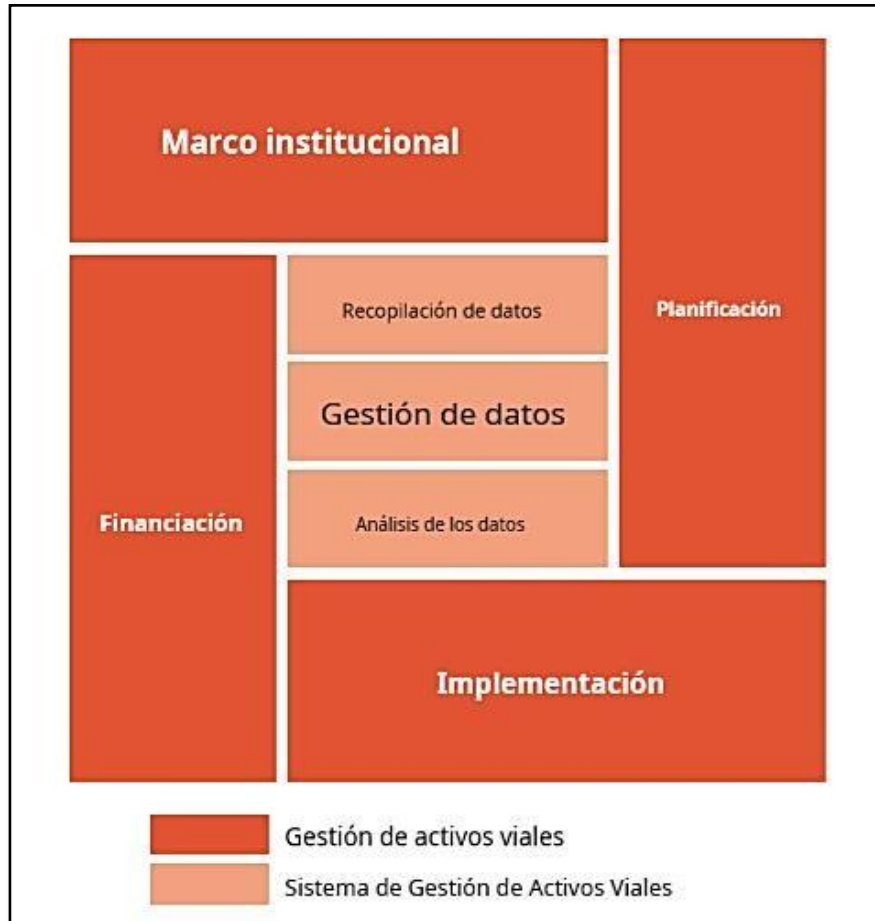 Marco institucional
Planificación
Recopilación de datos
Gestión de datos
Análisis de los datos
Financiación
Implementación
Gestión de activos viales
Sistema de Gestión de Activos Viales